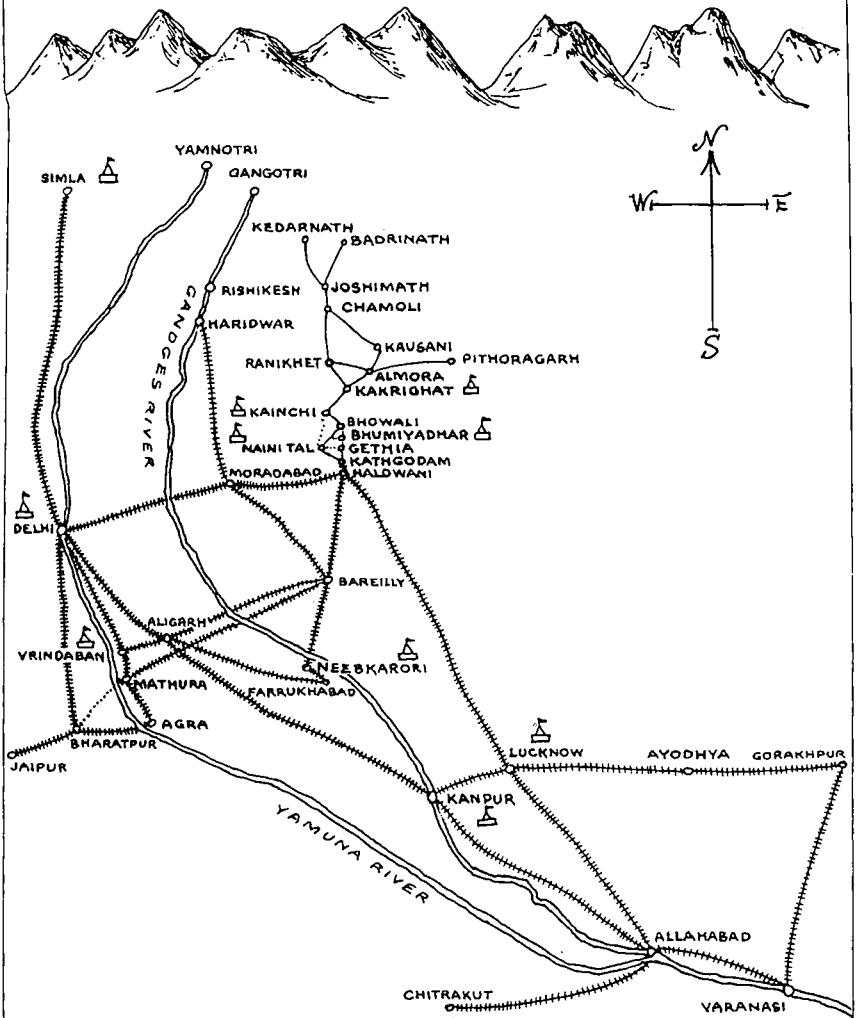 YAMNOTRI
SIMLA
GANGOTRI
N
W
E
S
KEDARNATH
BADRINATH
RISHIKESH
JOSHIMATH
GANDGES RIVER
CHAMOLI
HARIDWAR
KAUSANI
RANIKHET
PITHORAGARH
ALMORA
KAKRIGHAT
KAINCHI
BHOWALI
BHUMIYADHAR
NAINI TAL
GETHIA
KATHGODAM
MORADABAD
HALDWANI
DELHI
BAREILLY
ALIGARH
VRINDABAN
NEEBKARORI
MATHURA
FARRUKHABAD
AGRA
BHARATPUR
JAIPUR
LUCKNOW
AYODHYA
GORAKHPUR
KANPUR
YAMUNA RIVER
ALLAHABAD
CHITRAKUT
VARANASI